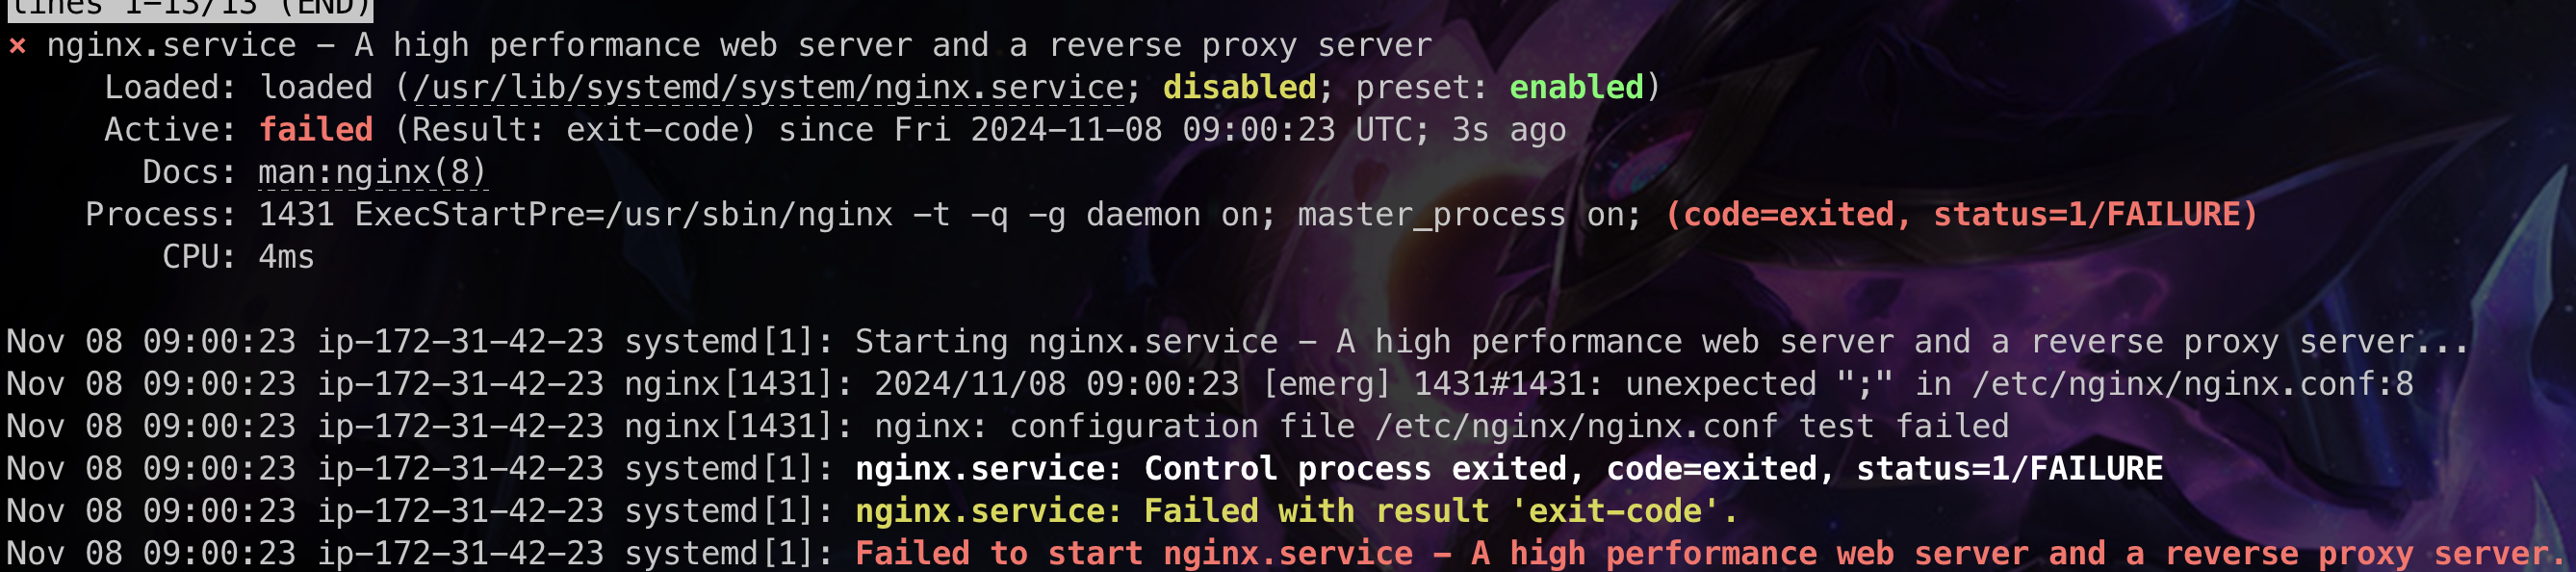 lines 1-13/13 (END)
× nginx.service - A high performance web server and a reverse proxy server
     Loaded: loaded (/usr/lib/systemd/system/nginx.service; disabled; preset: enabled)
     Active: failed (Result: exit-code) since Fri 2024-11-08 09:00:23 UTC; 3s ago
       Docs: man:nginx(8)
    Process: 1431 ExecStartPre=/usr/sbin/nginx -t -q -g daemon on; master_process on; (code=exited, status=1/FAILURE)
        CPU: 4ms

Nov 08 09:00:23 ip-172-31-42-23 systemd[1]: Starting nginx.service - A high performance web server and a reverse proxy server...
Nov 08 09:00:23 ip-172-31-42-23 nginx[1431]: 2024/11/08 09:00:23 [emerg] 1431#1431: unexpected ";" in /etc/nginx/nginx.conf:8
Nov 08 09:00:23 ip-172-31-42-23 nginx[1431]: nginx: configuration file /etc/nginx/nginx.conf test failed
Nov 08 09:00:23 ip-172-31-42-23 systemd[1]: nginx.service: Control process exited, code=exited, status=1/FAILURE
Nov 08 09:00:23 ip-172-31-42-23 systemd[1]: nginx.service: Failed with result 'exit-code'.
Nov 08 09:00:23 ip-172-31-42-23 systemd[1]: Failed to start nginx.service - A high performance web server and a reverse proxy server.